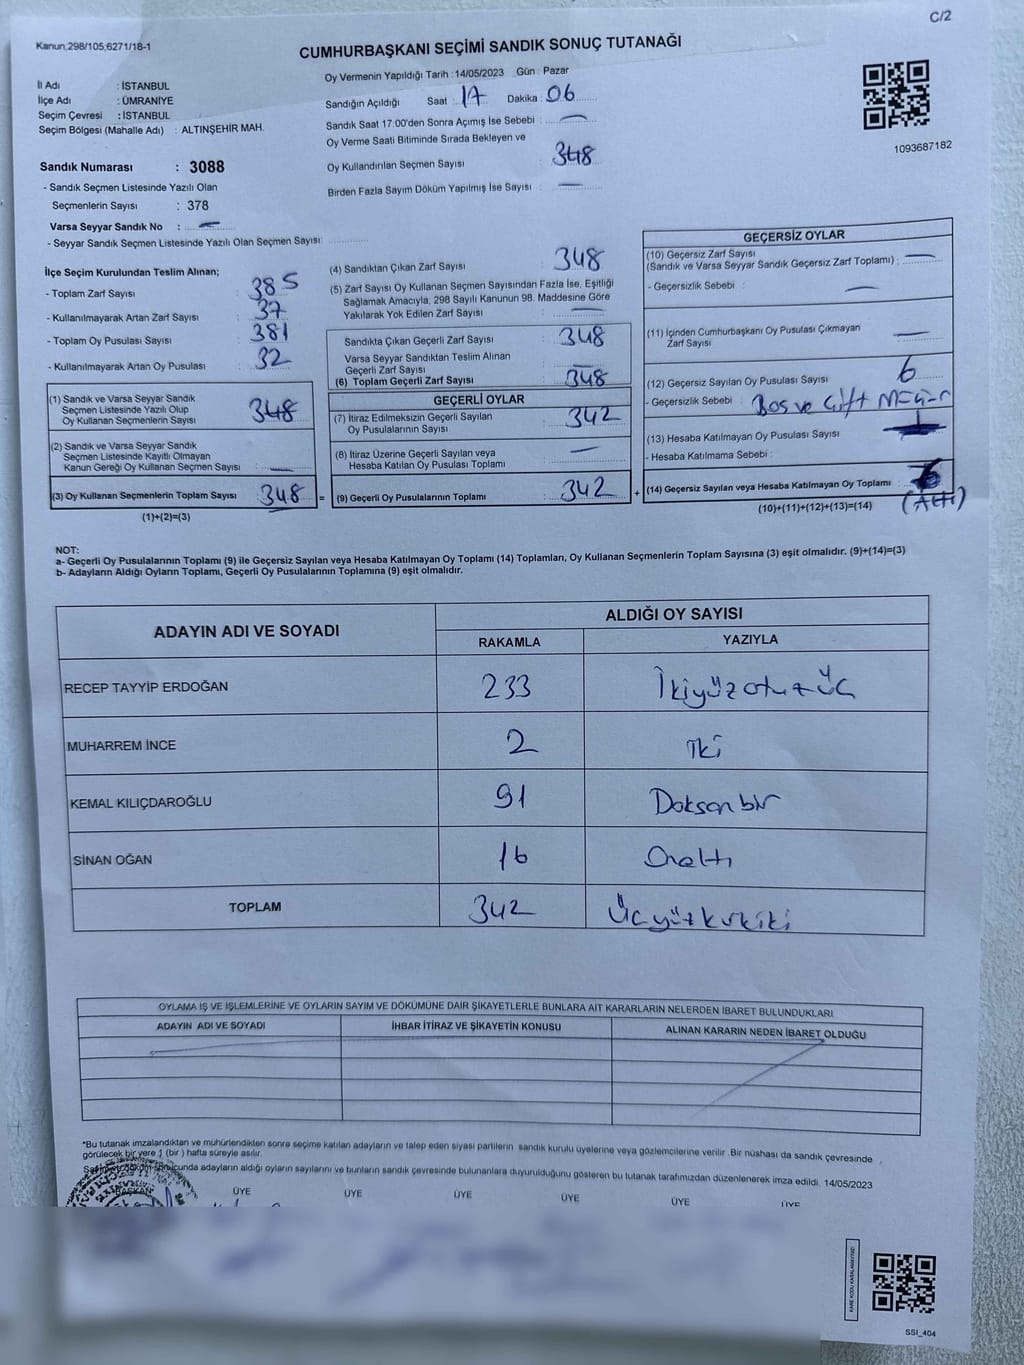 C/2
Kanun,298/105,6271/18-1
CUMHURBAŞKANI SEÇİMİ SANDIK SONUÇ TUTANAĞI
İl Adı : İSTANBUL
İlçe Adı : ÜMRANİYE
Seçim Çevresi : İSTANBUL
Seçim Bölgesi (Mahalle Adı) : ALTINŞEHİR MAH.
Oy Vermenin Yapıldığı Tarih : 14/05/2023 Gün : Pazar
Sandığın Açıldığı Saat : 17 Dakika : 06
Sandık Saat 17:00'den Sonra Açımış İse Sebebi : —
Oy Verme Saati Bitiminde Sırada Bekleyen ve
Oy Kullandırılan Seçmen Sayısı : 348
Birden Fazla Sayım Döküm Yapılmış İse Sayısı : —
1093687182
Sandık Numarası : 3088
- Sandık Seçmen Listesinde Yazılı Olan
Seçmenlerin Sayısı : 378
Varsa Seyyar Sandık No : —
- Seyyar Sandık Seçmen Listesinde Yazılı Olan Seçmen Sayısı:
İlçe Seçim Kurulundan Teslim Alınan;
- Toplam Zarf Sayısı : 385
- Kullanılmayarak Artan Zarf Sayısı : 37
- Toplam Oy Pusulası Sayısı : 381
- Kullanılmayarak Artan Oy Pusulası : 32
(1) Sandık ve Varsa Seyyar Sandık
Seçmen Listesinde Yazılı Olup
Oy Kullanan Seçmenlerin Sayısı : 348
(2) Sandık ve Varsa Seyyar Sandık
Seçmen Listesinde Kayıtlı Olmayan
Kanun Gereği Oy Kullanan Seçmen Sayısı : —
(3) Oy Kullanan Seçmenlerin Toplam Sayısı : 348
(1)+(2)=(3)
(4) Sandıktan Çıkan Zarf Sayısı : 348
(5) Zarf Sayısı Oy Kullanan Seçmen Sayısından Fazla İse, Eşitliği
Sağlamak Amacıyla; 298 Sayılı Kanunun 98. Maddesine Göre
Yakılarak Yok Edilen Zarf Sayısı : —
Sandıkta Çıkan Geçerli Zarf Sayısı : 348
Varsa Seyyar Sandıktan Teslim Alınan
Geçerli Zarf Sayısı : —
(6) Toplam Geçerli Zarf Sayısı : 348
GEÇERLİ OYLAR
(7) İtiraz Edilmeksizin Geçerli Sayılan
Oy Pusulalarının Sayısı : 342
(8) İtiraz Üzerine Geçerli Sayılan veya
Hesaba Katılan Oy Pusulası Toplamı : —
= (9) Geçerli Oy Pusulalarının Toplamı : 342 +
GEÇERSİZ OYLAR
(10) Geçersiz Zarf Sayısı
(Sandık ve Varsa Seyyar Sandık Geçersiz Zarf Toplamı) : —
- Geçersizlik Sebebi : —
(11) İçinden Cumhurbaşkanı Oy Pusulası Çıkmayan
Zarf Sayısı : —
(12) Geçersiz Sayılan Oy Pusulası Sayısı : 6
- Geçersizlik Sebebi : Boş ve Çift
(13) Hesaba Katılmayan Oy Pusulası Sayısı :
- Hesaba Katılmama Sebebi :
(14) Geçersiz Sayılan veya Hesaba Katılmayan Oy Toplamı : 6
(Altı)
(10)+(11)+(12)+(13)=(14)
NOT:
a- Geçerli Oy Pusulalarının Toplamı (9) ile Geçersiz Sayılan veya Hesaba Katılmayan Oy Toplamı (14) Toplamları, Oy Kullanan Seçmenlerin Toplam Sayısına (3) eşit olmalıdır. (9)+(14)=(3)
b- Adayların Aldığı Oyların Toplamı, Geçerli Oy Pusulalarının Toplamına (9) eşit olmalıdır.
ADAYIN ADI VE SOYADI ALDIĞI OY SAYISI
RAKAMLA YAZIYLA
RECEP TAYYİP ERDOĞAN 233 İkiyüzotuzüç
MUHARREM İNCE 2 İki
KEMAL KILIÇDAROĞLU 91 Doksanbir
SİNAN OĞAN 16 Onaltı
TOPLAM 342 Üçyüzkırkiki
OYLAMA İŞ VE İŞLEMLERİNE VE OYLARIN SAYIM VE DÖKÜMÜNE DAİR ŞİKAYETLERLE BUNLARA AİT KARARLARIN NELERDEN İBARET BULUNDUKLARI
ADAYIN ADI VE SOYADI İHBAR İTİRAZ VE ŞİKAYETİN KONUSU ALINAN KARARIN NEDEN İBARET OLDUĞU
*Bu tutanak imzalandıktan ve mühürlendikten sonra seçime katılan adayların ve talep eden siyasi partilerin sandık kurulu üyelerine veya gözlemcilerine verilir. Bir nüshası da sandık çevresinde
görülecek bir yere 1 (bir) hafta süreyle asılır.
adayların aldığı oyların sayılarını ve bunların sandık çevresinde bulunanlara duyurulduğunu gösteren bu tutanak tarafımızdan düzenlenerek imza edildi. 14/05/2023
BAŞKAN ÜYE ÜYE ÜYE ÜYE ÜYE ÜYE
SSI_404